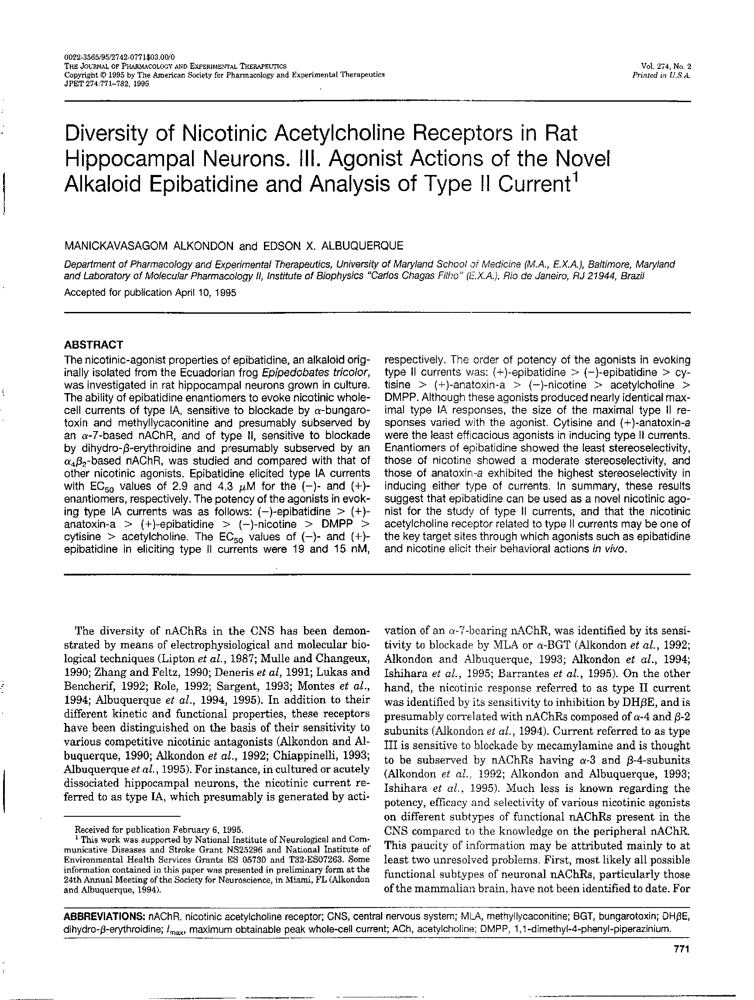 0022-3565/95/2742-0771$03.00/0
THE JOURNAL OF PHARMACOLOGY AND EXPERIMENTAL THERAPEUTICS
Copyright © 1995 by The American Society for Pharmacology and Experimental Therapeutics
JPET 274:771–782, 1995
Vol. 274, No. 2
Printed in U.S.A.
Diversity of Nicotinic Acetylcholine Receptors in Rat
Hippocampal Neurons. III. Agonist Actions of the Novel
Alkaloid Epibatidine and Analysis of Type II Current¹
MANICKAVASAGOM ALKONDON and EDSON X. ALBUQUERQUE
Department of Pharmacology and Experimental Therapeutics, University of Maryland School of Medicine (M.A., E.X.A.), Baltimore, Maryland
and Laboratory of Molecular Pharmacology II, Institute of Biophysics "Carlos Chagas Filho" (E.X.A.), Rio de Janeiro, RJ 21944, Brazil
Accepted for publication April 10, 1995
ABSTRACT
The nicotinic-agonist properties of epibatidine, an alkaloid orig-
inally isolated from the Ecuadorian frog Epipedobates tricolor,
was investigated in rat hippocampal neurons grown in culture.
The ability of epibatidine enantiomers to evoke nicotinic whole-
cell currents of type IA, sensitive to blockade by α-bungaro-
toxin and methyllycaconitine and presumably subserved by
an α-7-based nAChR, and of type II, sensitive to blockade
by dihydro-β-erythroidine and presumably subserved by an
α₄β₂-based nAChR, was studied and compared with that of
other nicotinic agonists. Epibatidine elicited type IA currents
with EC₅₀ values of 2.9 and 4.3 μM for the (−)- and (+)-
enantiomers, respectively. The potency of the agonists in evok-
ing type IA currents was as follows: (−)-epibatidine > (+)-
anatoxin-a > (+)-epibatidine > (−)-nicotine > DMPP >
cytisine > acetylcholine. The EC₅₀ values of (−)- and (+)-
epibatidine in eliciting type II currents were 19 and 15 nM,
respectively. The order of potency of the agonists in evoking
type II currents was: (+)-epibatidine > (−)-epibatidine > cy-
tisine > (+)-anatoxin-a > (−)-nicotine > acetylcholine >
DMPP. Although these agonists produced nearly identical max-
imal type IA responses, the size of the maximal type II re-
sponses varied with the agonist. Cytisine and (+)-anatoxin-a
were the least efficacious agonists in inducing type II currents.
Enantiomers of epibatidine showed the least stereoselectivity,
those of nicotine showed a moderate stereoselectivity, and
those of anatoxin-a exhibited the highest stereoselectivity in
inducing either type of currents. In summary, these results
suggest that epibatidine can be used as a novel nicotinic ago-
nist for the study of type II currents, and that the nicotinic
acetylcholine receptor related to type II currents may be one of
the key target sites through which agonists such as epibatidine
and nicotine elicit their behavioral actions in vivo.
The diversity of nAChRs in the CNS has been demon-
strated by means of electrophysiological and molecular bio-
logical techniques (Lipton et al., 1987; Mulle and Changeux,
1990; Zhang and Feltz, 1990; Deneris et al, 1991; Lukas and
Bencherif, 1992; Role, 1992; Sargent, 1993; Montes et al.,
1994; Albuquerque et al., 1994, 1995). In addition to their
different kinetic and functional properties, these receptors
have been distinguished on the basis of their sensitivity to
various competitive nicotinic antagonists (Alkondon and Al-
buquerque, 1990; Alkondon et al., 1992; Chiappinelli, 1993;
Albuquerque et al., 1995). For instance, in cultured or acutely
dissociated hippocampal neurons, the nicotinic current re-
ferred to as type IA, which presumably is generated by acti-
Received for publication February 6, 1995.
¹ This work was supported by National Institute of Neurological and Com-
municative Diseases and Stroke Grant NS25296 and National Institute of
Environmental Health Services Grants ES 05730 and T32-ES07263. Some
information contained in this paper was presented in preliminary form at the
24th Annual Meeting of the Society for Neuroscience, in Miami, FL (Alkondon
and Albuquerque, 1994).
vation of an α-7-bearing nAChR, was identified by its sensi-
tivity to blockade by MLA or α-BGT (Alkondon et al., 1992;
Alkondon and Albuquerque, 1993; Alkondon et al., 1994;
Ishihara et al., 1995; Barrantes et al., 1995). On the other
hand, the nicotinic response referred to as type II current
was identified by its sensitivity to inhibition by DHβE, and is
presumably correlated with nAChRs composed of α-4 and β-2
subunits (Alkondon et al., 1994). Current referred to as type
III is sensitive to blockade by mecamylamine and is thought
to be subserved by nAChRs having α-3 and β-4-subunits
(Alkondon et al., 1992; Alkondon and Albuquerque, 1993;
Ishihara et al., 1995). Much less is known regarding the
potency, efficacy and selectivity of various nicotinic agonists
on different subtypes of functional nAChRs present in the
CNS compared to the knowledge on the peripheral nAChR.
This paucity of information may be attributed mainly to at
least two unresolved problems. First, most likely all possible
functional subtypes of neuronal nAChRs, particularly those
of the mammalian brain, have not been identified to date. For
ABBREVIATIONS: nAChR, nicotinic acetylcholine receptor; CNS, central nervous system; MLA, methyllycaconitine; BGT, bungarotoxin; DHβE,
dihydro-β-erythroidine; Imax, maximum obtainable peak whole-cell current; ACh, acetylcholine; DMPP, 1,1-dimethyl-4-phenyl-piperazinium.
771